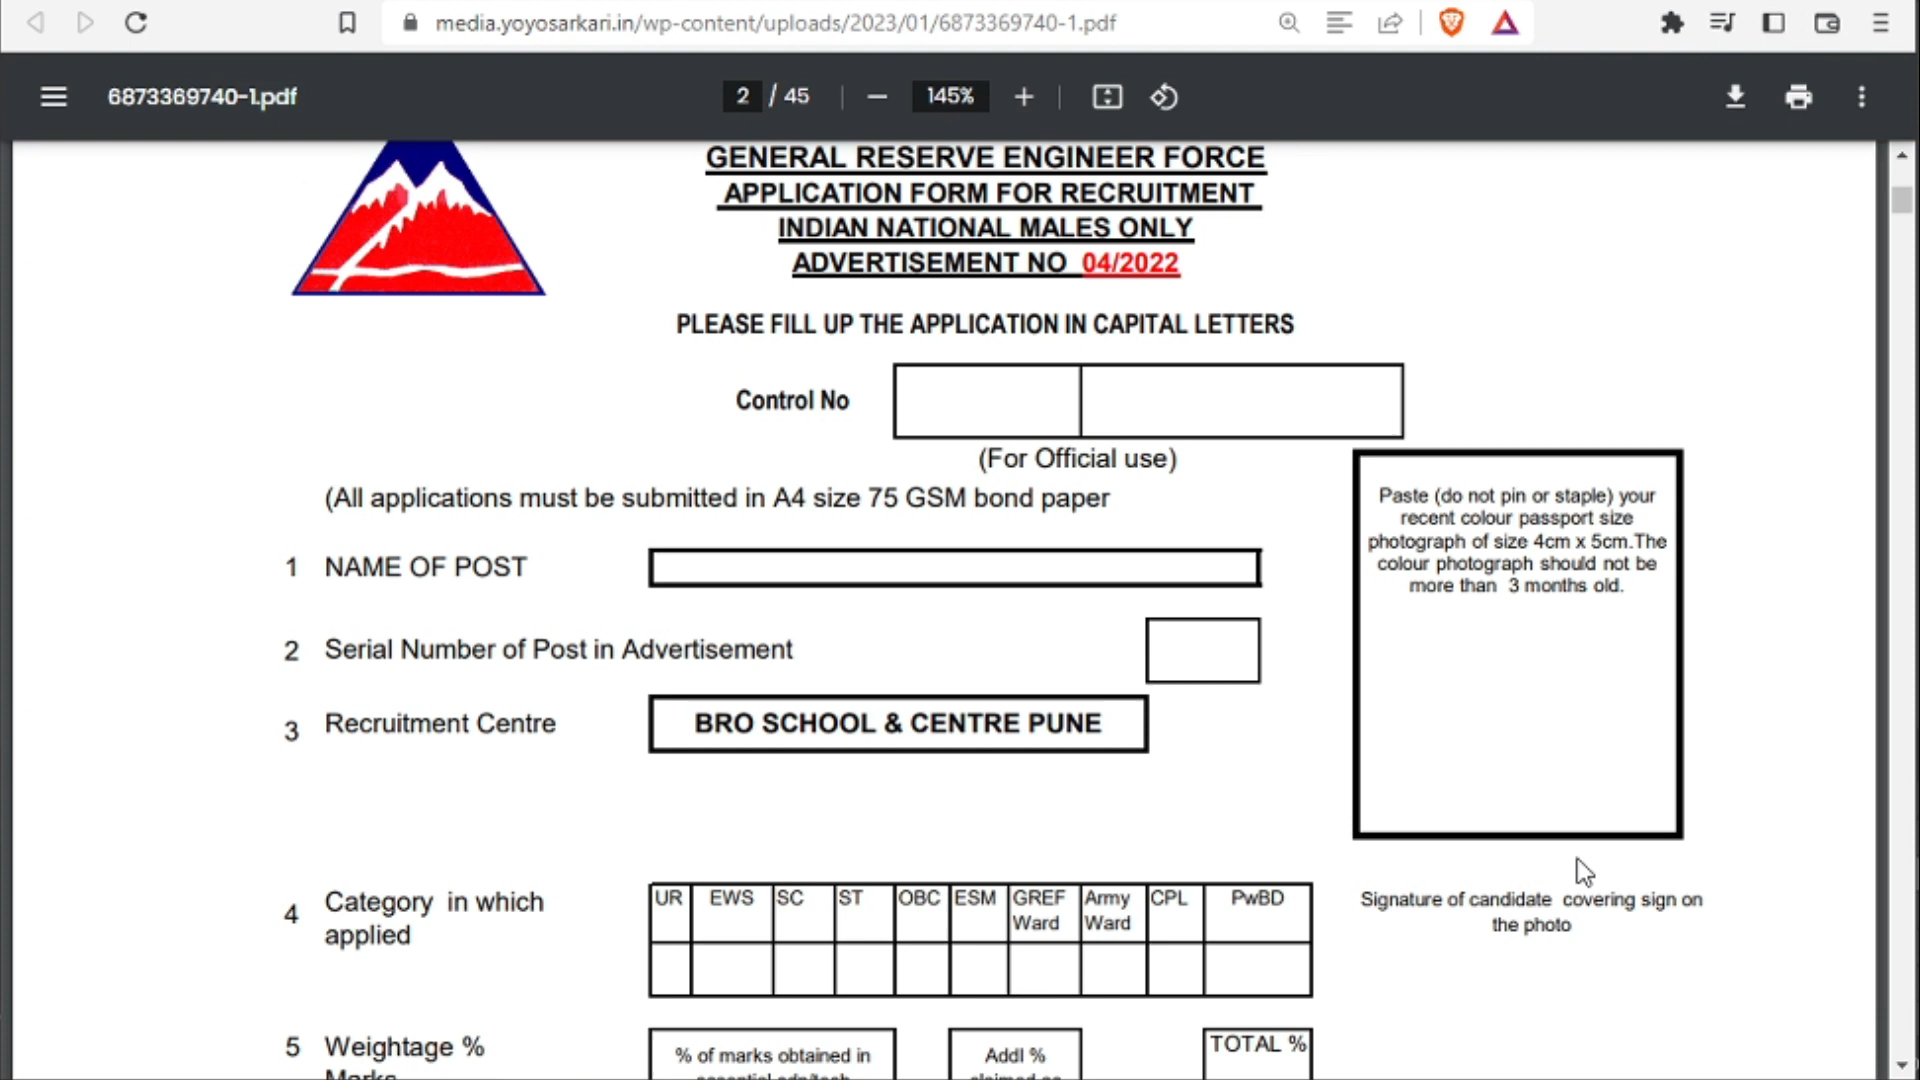 media.yoyosarkari.in/wp-content/uploads/2023/01/6873369740-1.pdf
6873369740-1.pdf
2 / 45
145%
GENERAL RESERVE ENGINEER FORCE
APPLICATION FORM FOR RECRUITMENT
INDIAN NATIONAL MALES ONLY
ADVERTISEMENT NO 04/2022
PLEASE FILL UP THE APPLICATION IN CAPITAL LETTERS
Control No
(For Official use)
(All applications must be submitted in A4 size 75 GSM bond paper
Paste (do not pin or staple) your
recent colour passport size
photograph of size 4cm x 5cm.The
colour photograph should not be
more than 3 months old.
1 NAME OF POST
2 Serial Number of Post in Advertisement
3 Recruitment Centre BRO SCHOOL & CENTRE PUNE
4 Category in which
applied
UR EWS SC ST OBC ESM GREF Ward Army Ward CPL PwBD
Signature of candidate covering sign on
the photo
5 Weightage %
% of marks obtained in
Addl %
TOTAL %